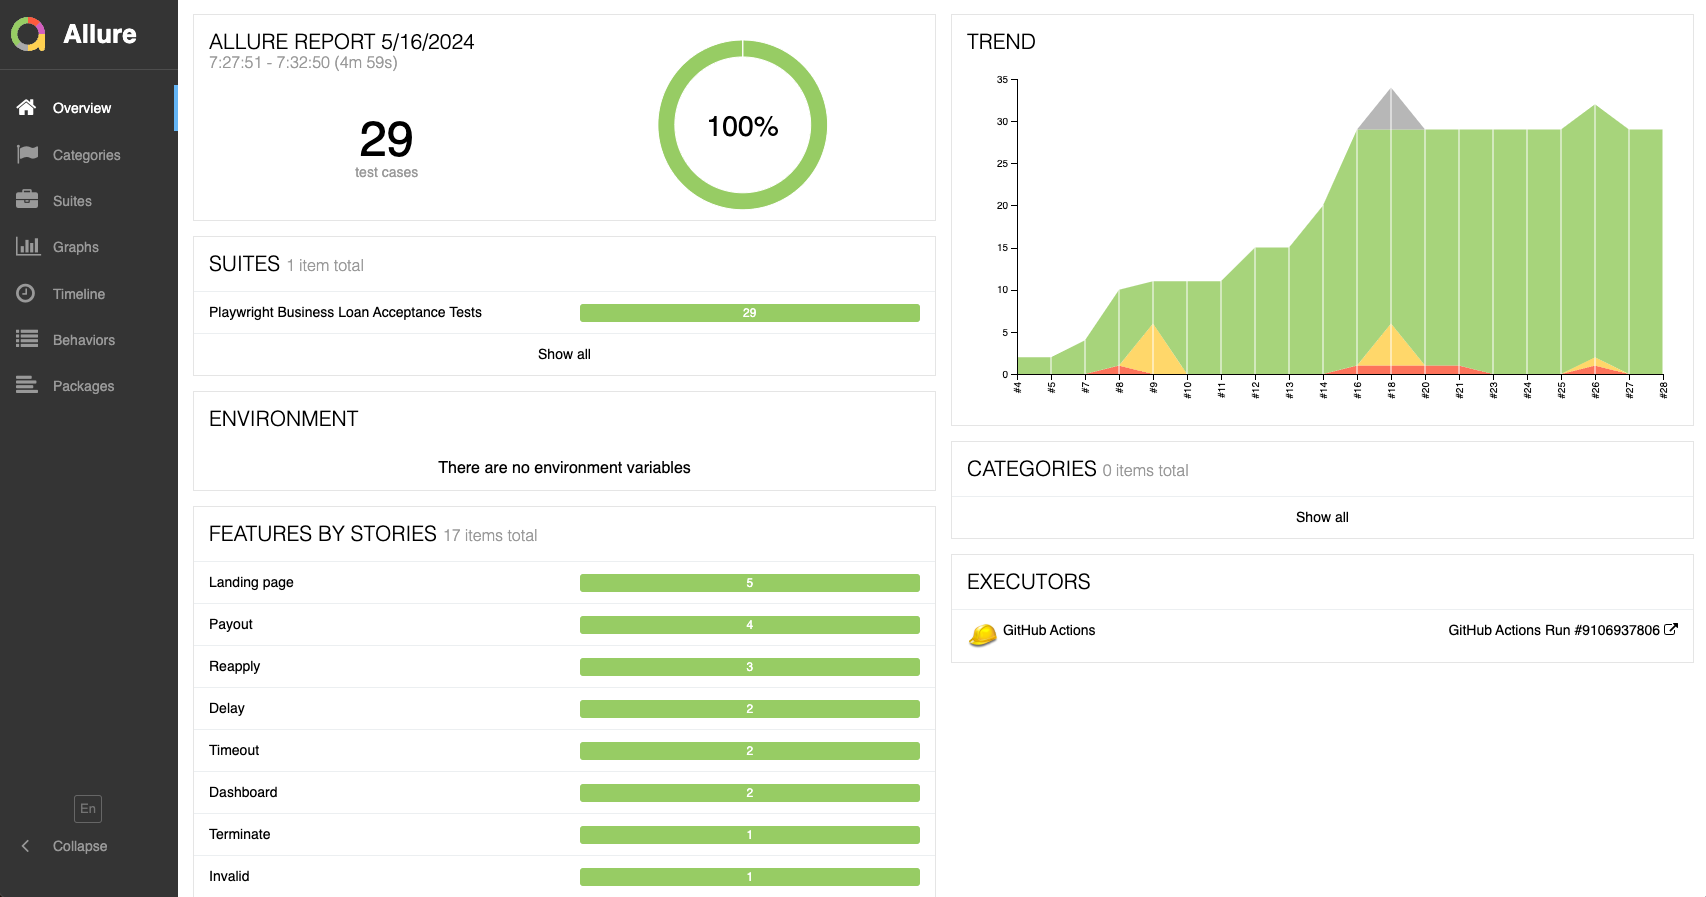 Allure
Overview
Categories
Suites
Graphs
Timeline
Behaviors
Packages
En
Collapse
ALLURE REPORT 5/16/2024
7:27:51 - 7:32:50 (4m 59s)
29
test cases
100%
SUITES 1 item total
Playwright Business Loan Acceptance Tests 29
Show all
ENVIRONMENT
There are no environment variables
FEATURES BY STORIES 17 items total
Landing page 5
Payout 4
Reapply 3
Delay 2
Timeout 2
Dashboard 2
Terminate 1
Invalid 1
TREND
35
30
25
20
15
10
5
0
#4 #5 #7 #8 #9 #10 #11 #12 #13 #14 #16 #18 #20 #21 #23 #24 #25 #26 #27 #28
CATEGORIES 0 items total
Show all
EXECUTORS
GitHub Actions GitHub Actions Run #9106937806